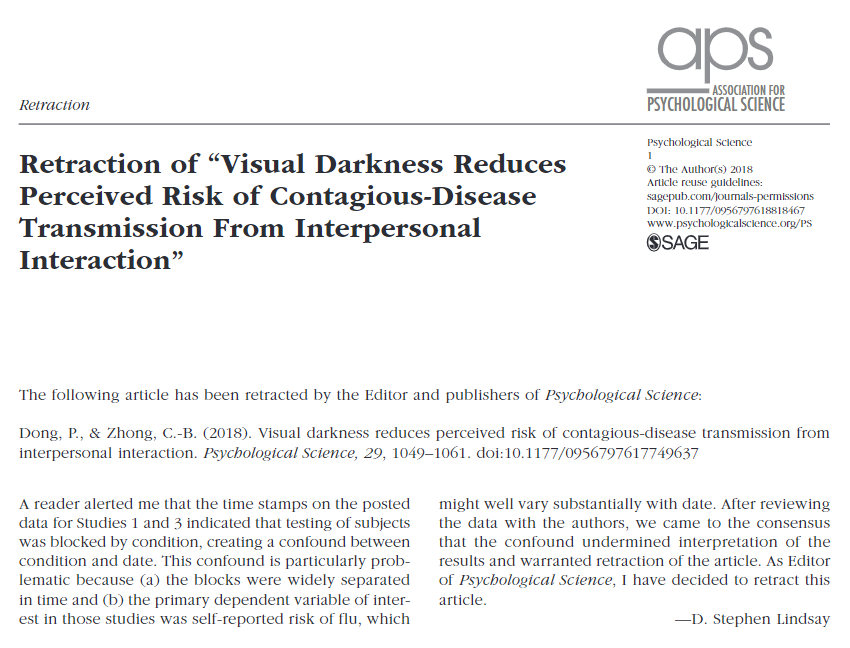 aps
ASSOCIATION FOR
PSYCHOLOGICAL SCIENCE
Retraction
Retraction of “Visual Darkness Reduces
Perceived Risk of Contagious-Disease
Transmission From Interpersonal
Interaction”
Psychological Science
1
© The Author(s) 2018
Article reuse guidelines:
sagepub.com/journals-permissions
DOI: 10.1177/0956797618818467
www.psychologicalscience.org/PS
SAGE
The following article has been retracted by the Editor and publishers of Psychological Science:
Dong, P., & Zhong, C.-B. (2018). Visual darkness reduces perceived risk of contagious-disease transmission from
interpersonal interaction. Psychological Science, 29, 1049–1061. doi:10.1177/0956797617749637
A reader alerted me that the time stamps on the posted
data for Studies 1 and 3 indicated that testing of subjects
was blocked by condition, creating a confound between
condition and date. This confound is particularly prob-
lematic because (a) the blocks were widely separated
in time and (b) the primary dependent variable of inter-
est in those studies was self-reported risk of flu, which
might well vary substantially with date. After reviewing
the data with the authors, we came to the consensus
that the confound undermined interpretation of the
results and warranted retraction of the article. As Editor
of Psychological Science, I have decided to retract this
article.
—D. Stephen Lindsay